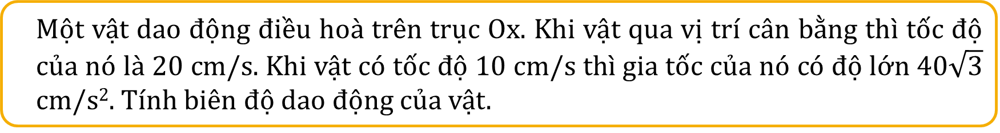 Một vật dao động điều hoà trên trục Ox. Khi vật qua vị trí cân bằng thì tốc độ
của nó là 20 cm/s. Khi vật có tốc độ 10 cm/s thì gia tốc của nó có độ lớn 40√3
cm/s². Tính biên độ dao động của vật.